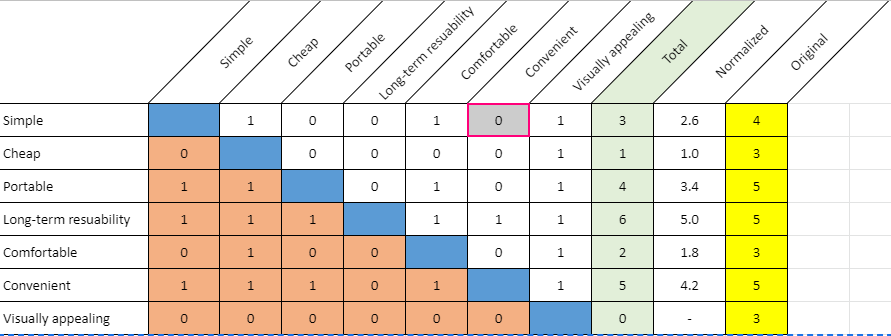 Simple Cheap Portable Long-term resuability Comfortable Convenient Visually appealing Total Normalized Original
Simple 1 0 0 1 0 1 3 2.6 4
Cheap 0 0 0 0 0 1 1 1.0 3
Portable 1 1 0 1 0 1 4 3.4 5
Long-term resuability 1 1 1 1 1 1 6 5.0 5
Comfortable 0 1 0 0 0 1 2 1.8 3
Convenient 1 1 1 0 1 1 5 4.2 5
Visually appealing 0 0 0 0 0 0 0 - 3